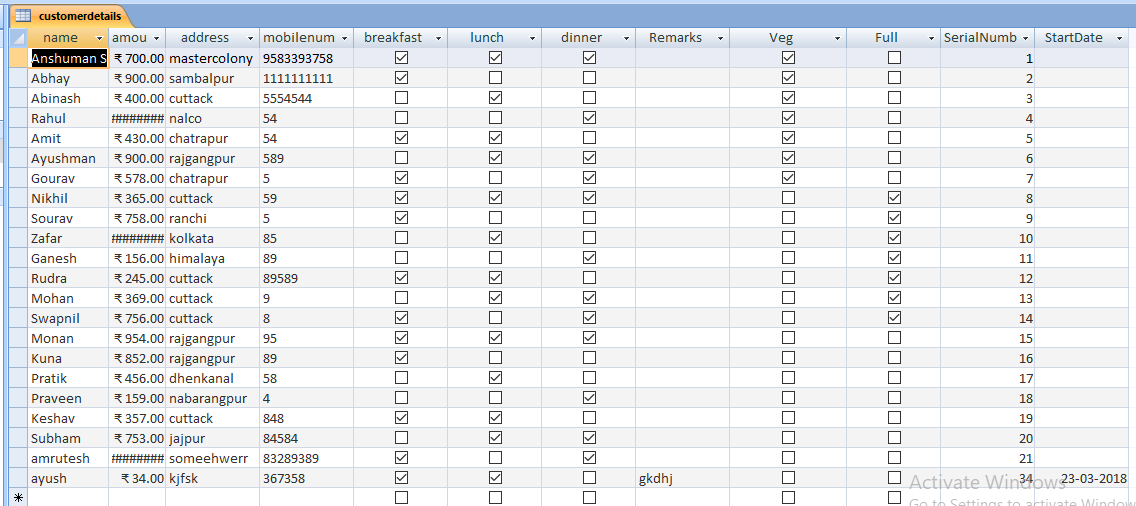 customerdetails
name amou address mobilenum breakfast lunch dinner Remarks Veg Full SerialNumb StartDate
Anshuman S ₹ 700.00 mastercolony 9583393758 1
Abhay ₹ 900.00 sambalpur 1111111111 2
Abinash ₹ 400.00 cuttack 5554544 3
Rahul ######## nalco 54 4
Amit ₹ 430.00 chatrapur 54 5
Ayushman ₹ 900.00 rajgangpur 589 6
Gourav ₹ 578.00 chatrapur 5 7
Nikhil ₹ 365.00 cuttack 59 8
Sourav ₹ 758.00 ranchi 5 9
Zafar ######## kolkata 85 10
Ganesh ₹ 156.00 himalaya 89 11
Rudra ₹ 245.00 cuttack 89589 12
Mohan ₹ 369.00 cuttack 9 13
Swapnil ₹ 756.00 cuttack 8 14
Monan ₹ 954.00 rajgangpur 95 15
Kuna ₹ 852.00 rajgangpur 89 16
Pratik ₹ 456.00 dhenkanal 58 17
Praveen ₹ 159.00 nabarangpur 4 18
Keshav ₹ 357.00 cuttack 848 19
Subham ₹ 753.00 jajpur 84584 20
amrutesh ######## someehwerr 83289389 21
ayush ₹ 34.00 kjfsk 367358 gkdhj 34 23-03-2018
Activate Windows
Go to Settings to activate Window